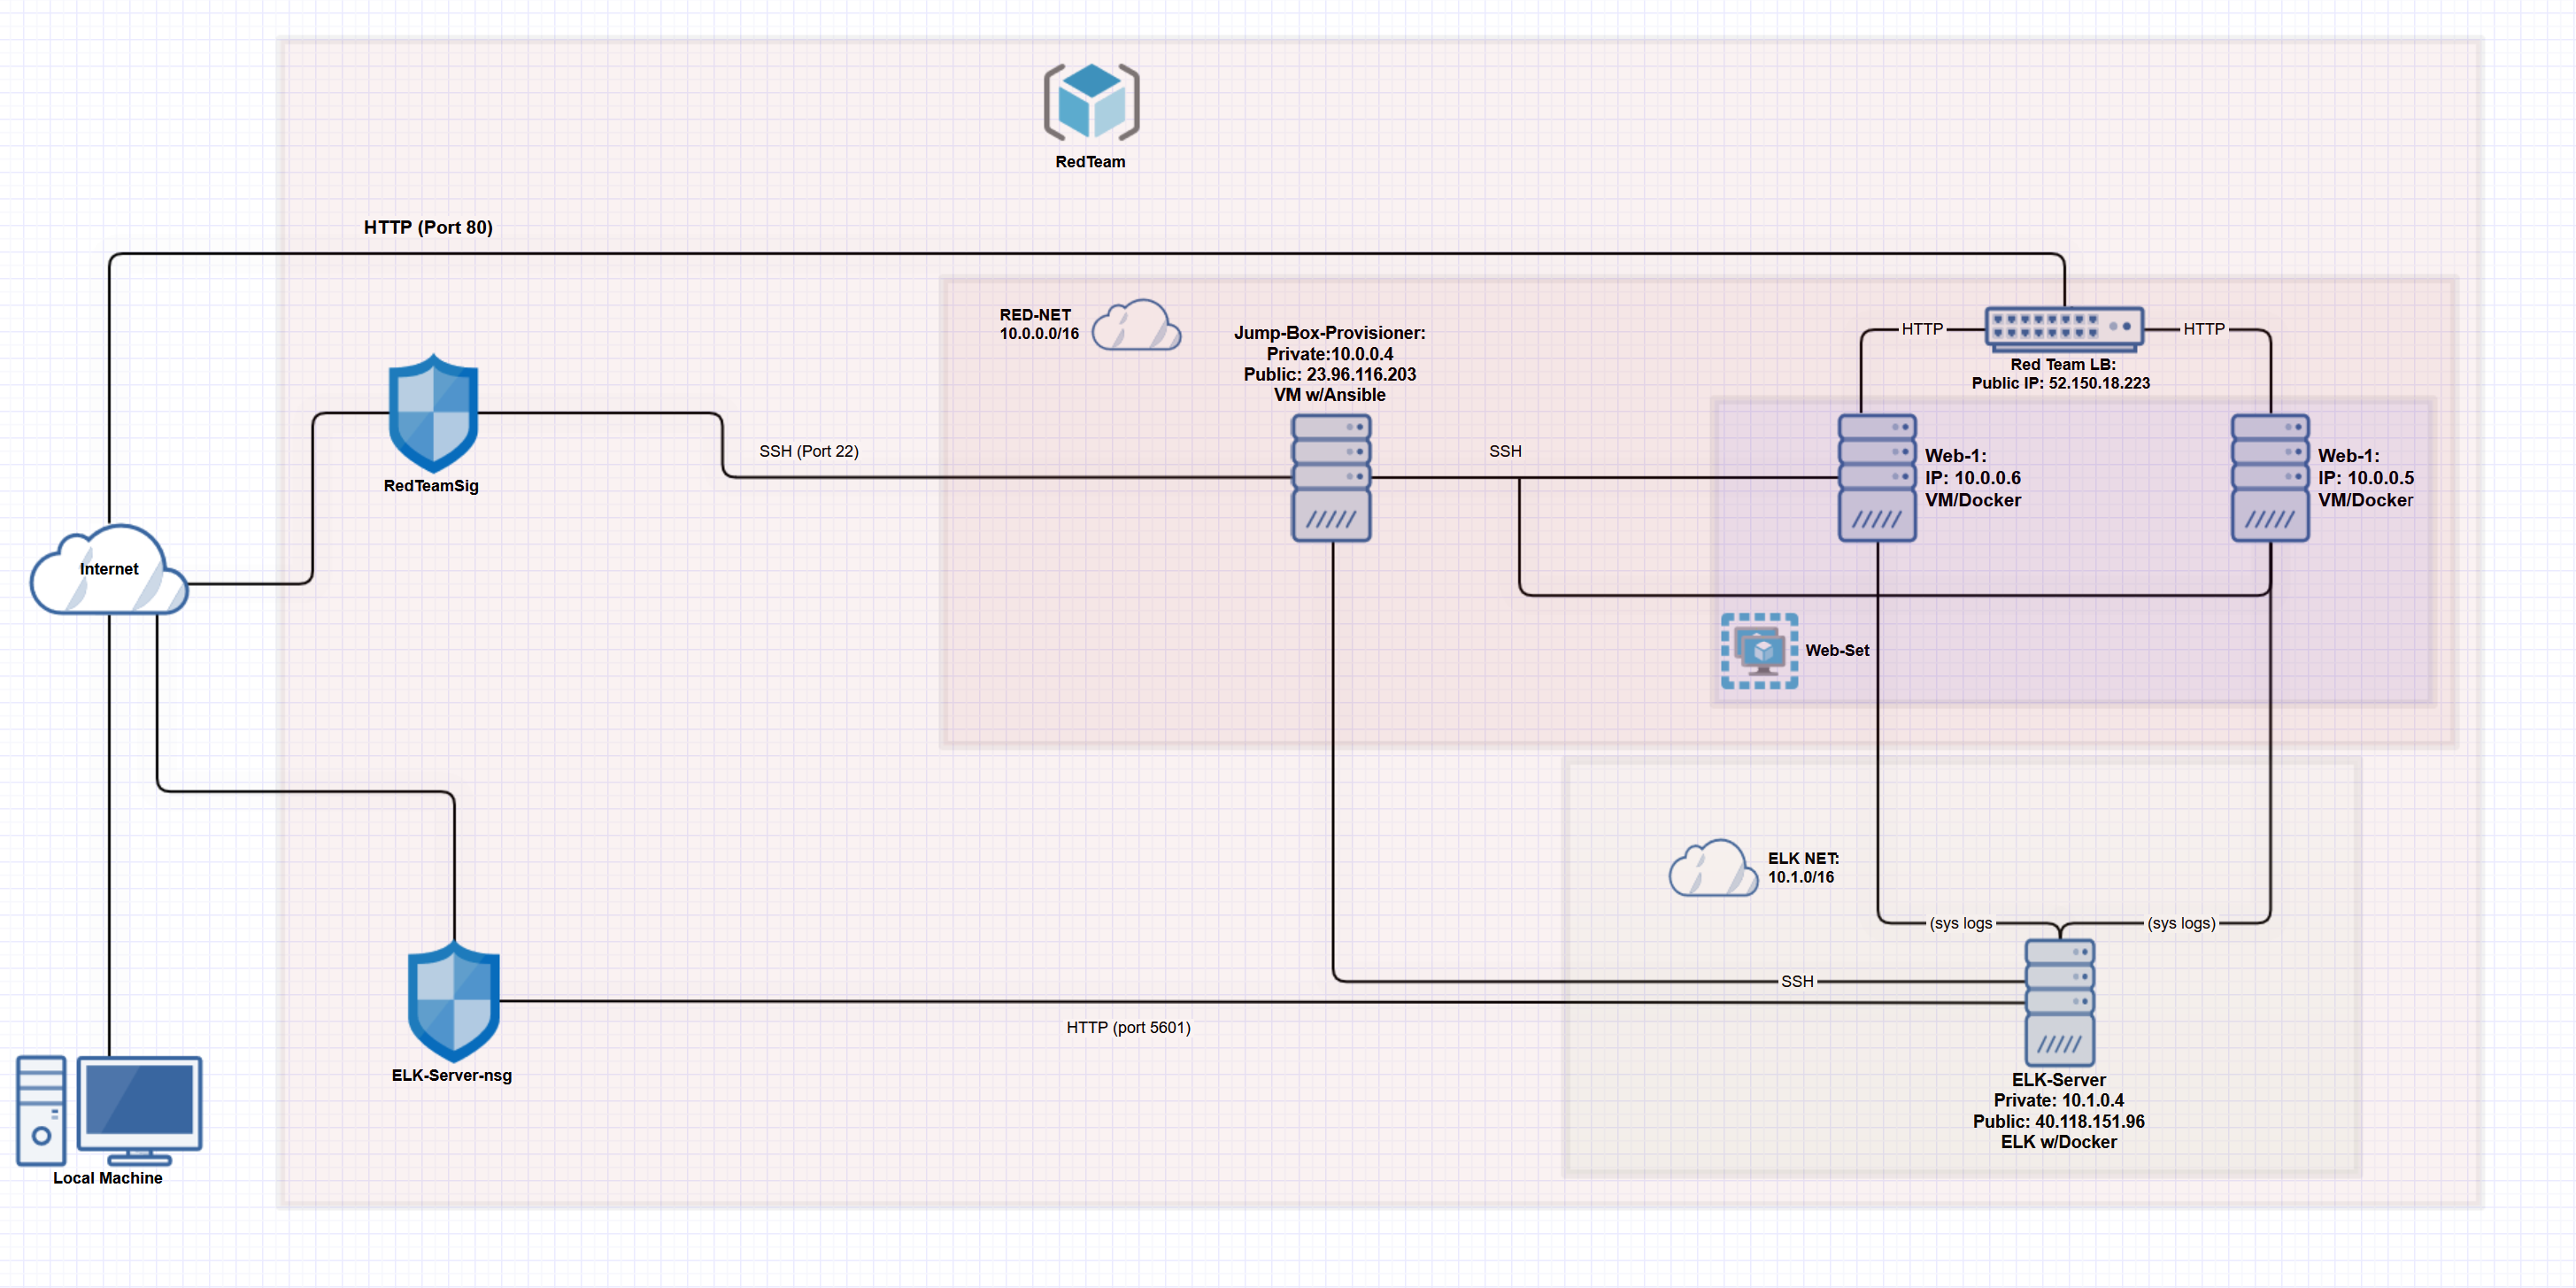 RedTeam
HTTP (Port 80)
RED-NET
10.0.0.0/16
Jump-Box-Provisioner:
Private:10.0.0.4
Public: 23.96.116.203
VM w/Ansible
HTTP
HTTP
Red Team LB:
Public IP: 52.150.18.223
RedTeamSig
SSH (Port 22)
SSH
Web-1:
IP: 10.0.0.6
VM/Docker
Web-1:
IP: 10.0.0.5
VM/Docker
Internet
Web-Set
ELK NET:
10.1.0/16
(sys logs
(sys logs)
SSH
HTTP (port 5601)
ELK-Server-nsg
ELK-Server
Private: 10.1.0.4
Public: 40.118.151.96
ELK w/Docker
Local Machine